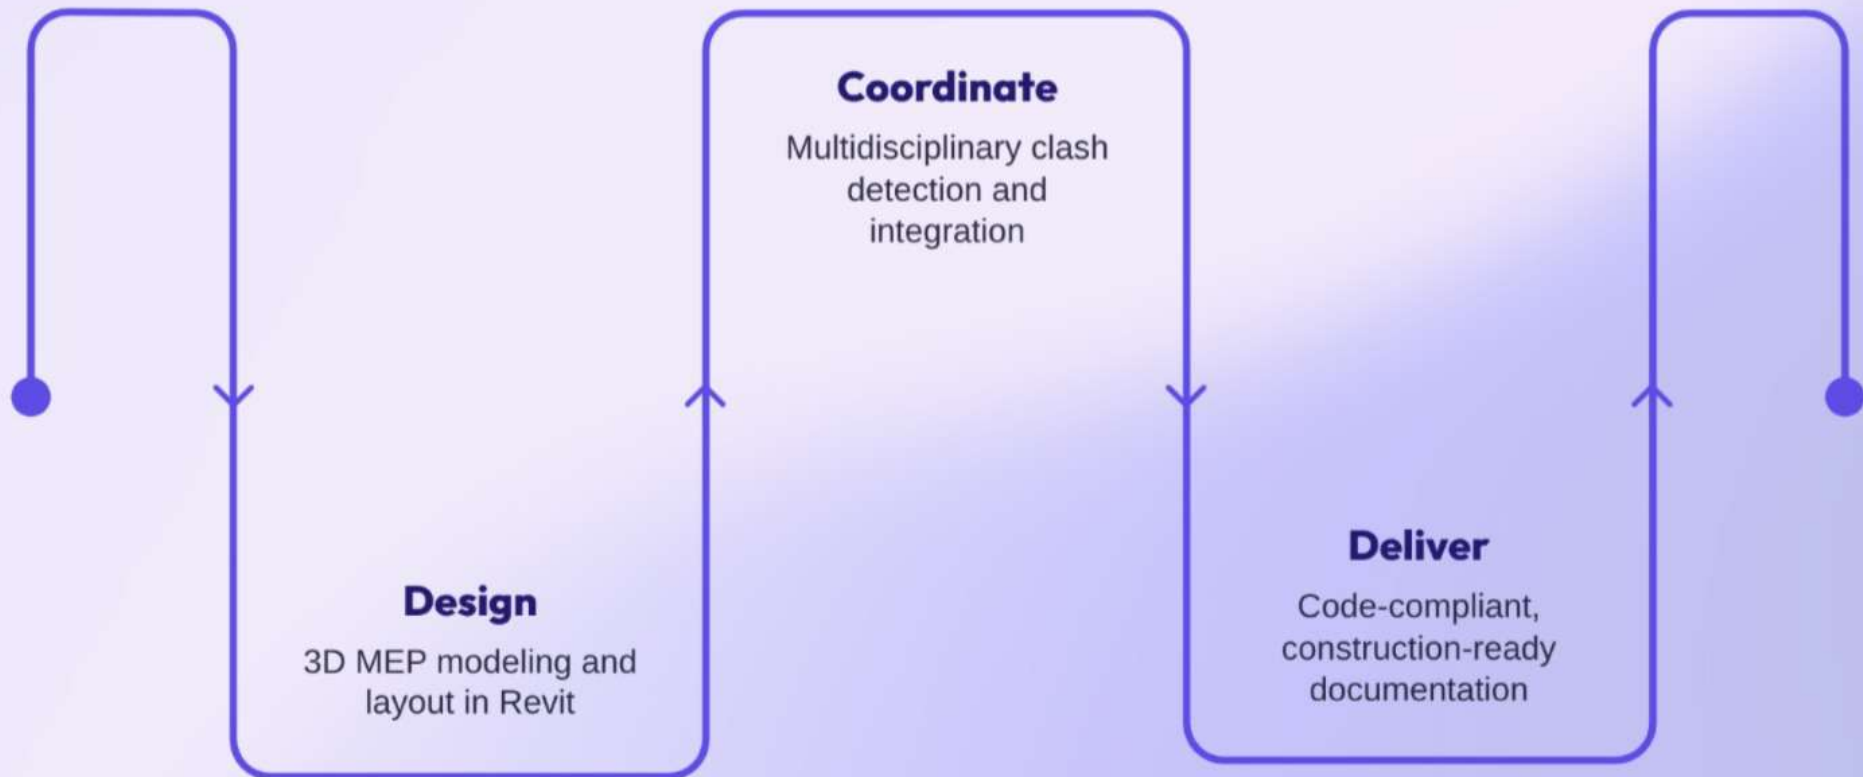 Design
3D MEP modeling and
layout in Revit
Coordinate
Multidisciplinary clash
detection and
integration
Deliver
Code-compliant,
construction-ready
documentation